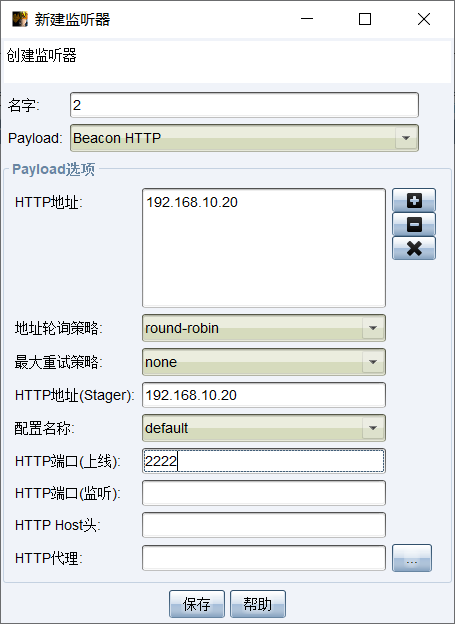 新建监听器
创建监听器
名字: 2
Payload: Beacon HTTP
Payload选项
HTTP地址: 192.168.10.20
地址轮询策略: round-robin
最大重试策略: none
HTTP地址(Stager): 192.168.10.20
配置名称: default
HTTP端口(上线): 2222
HTTP端口(监听):
HTTP Host头:
HTTP代理: ...
保存 帮助